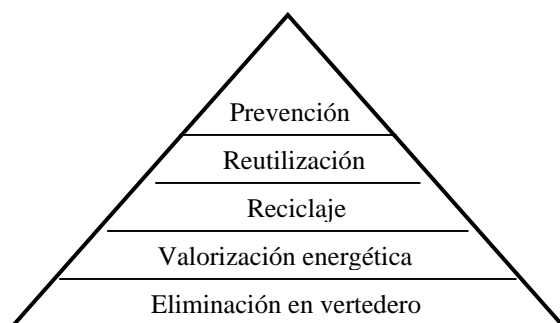 Prevención
Reutilización
Reciclaje
Valorización energética
Eliminación en vertedero